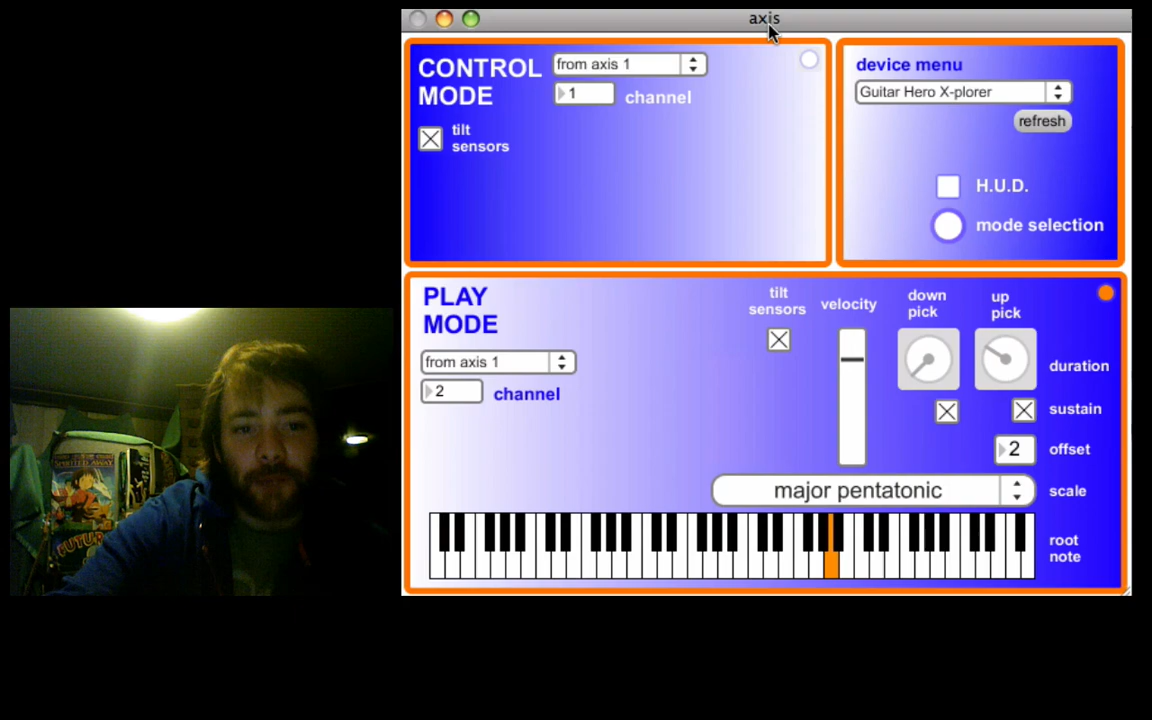 axis
CONTROL
MODE
from axis 1
1
channel
tilt
sensors
device menu
Guitar Hero X-plorer
refresh
H.U.D.
mode selection
PLAY
MODE
from axis 1
2
channel
tilt
sensors
velocity
down
pick
up
pick
duration
sustain
2
offset
major pentatonic
scale
root
note
SPIRITED AWAY